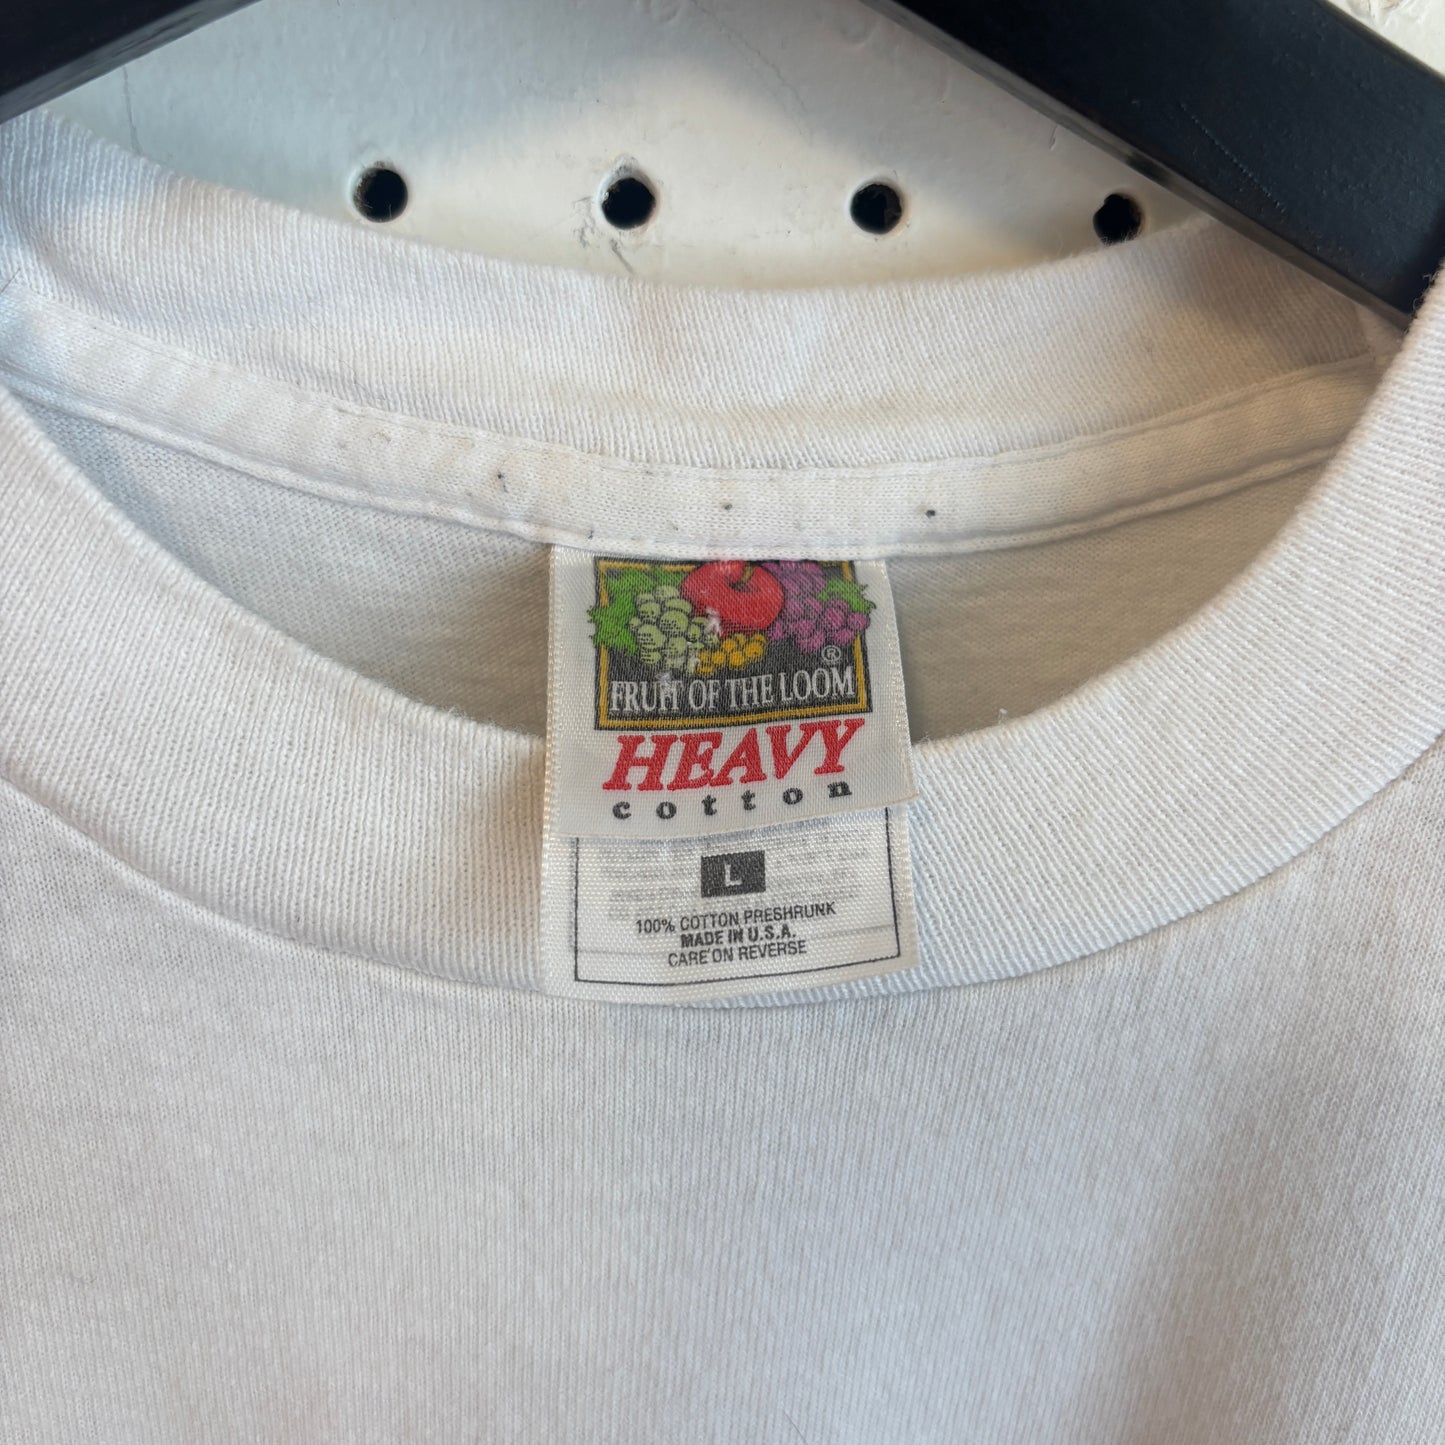 ®
FRUIT OF THE LOOM
HEAVY
cotton
L
100% COTTON PRESHRUNK
MADE IN U.S.A.
CARE ON REVERSE